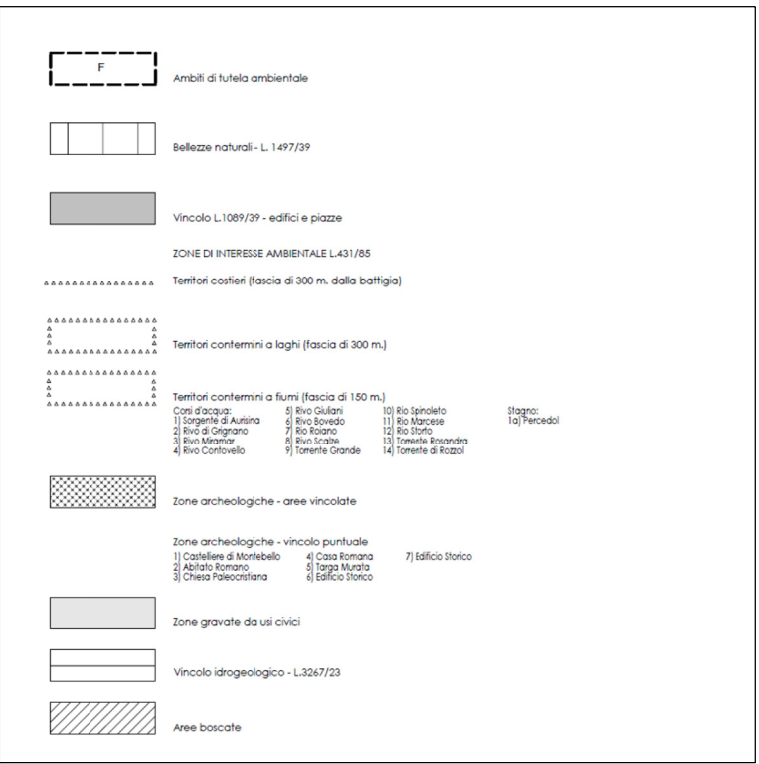 F
Ambiti di tutela ambientale
Bellezze naturali - L. 1497/39
Vincolo L.1089/39 - edifici e piazze
ZONE DI INTERESSE AMBIENTALE L.431/85
Territori costieri (fascia di 300 m. dalla battigia)
Territori contermini a laghi (fascia di 300 m.)
Territori contermini a fiumi (fascia di 150 m.)
Corsi d'acqua:
1) Sorgente di Aurisina
2) Rivo di Grignano
3) Rivo Miramar
4) Rivo Contovello
5) Rivo Giuliani
6) Rivo Bovedo
7) Rio Roiano
8) Rivo Scalze
9) Torrente Grande
10) Rio Spinoleto
11) Rio Marcese
12) Rio Storto
13) Torrente Rosandra
14) Torrente di Rozzol
Stagno:
1a) Percedol
Zone archeologiche - aree vincolate
Zone archeologiche - vincolo puntuale
1) Castelliere di Montebello
2) Abitato Romano
3) Chiesa Paleocristiana
4) Casa Romana
5) Targa Murata
6) Edificio Storico
7) Edificio Storico
Zone gravate da usi civici
Vincolo idrogeologico - L.3267/23
Aree boscate